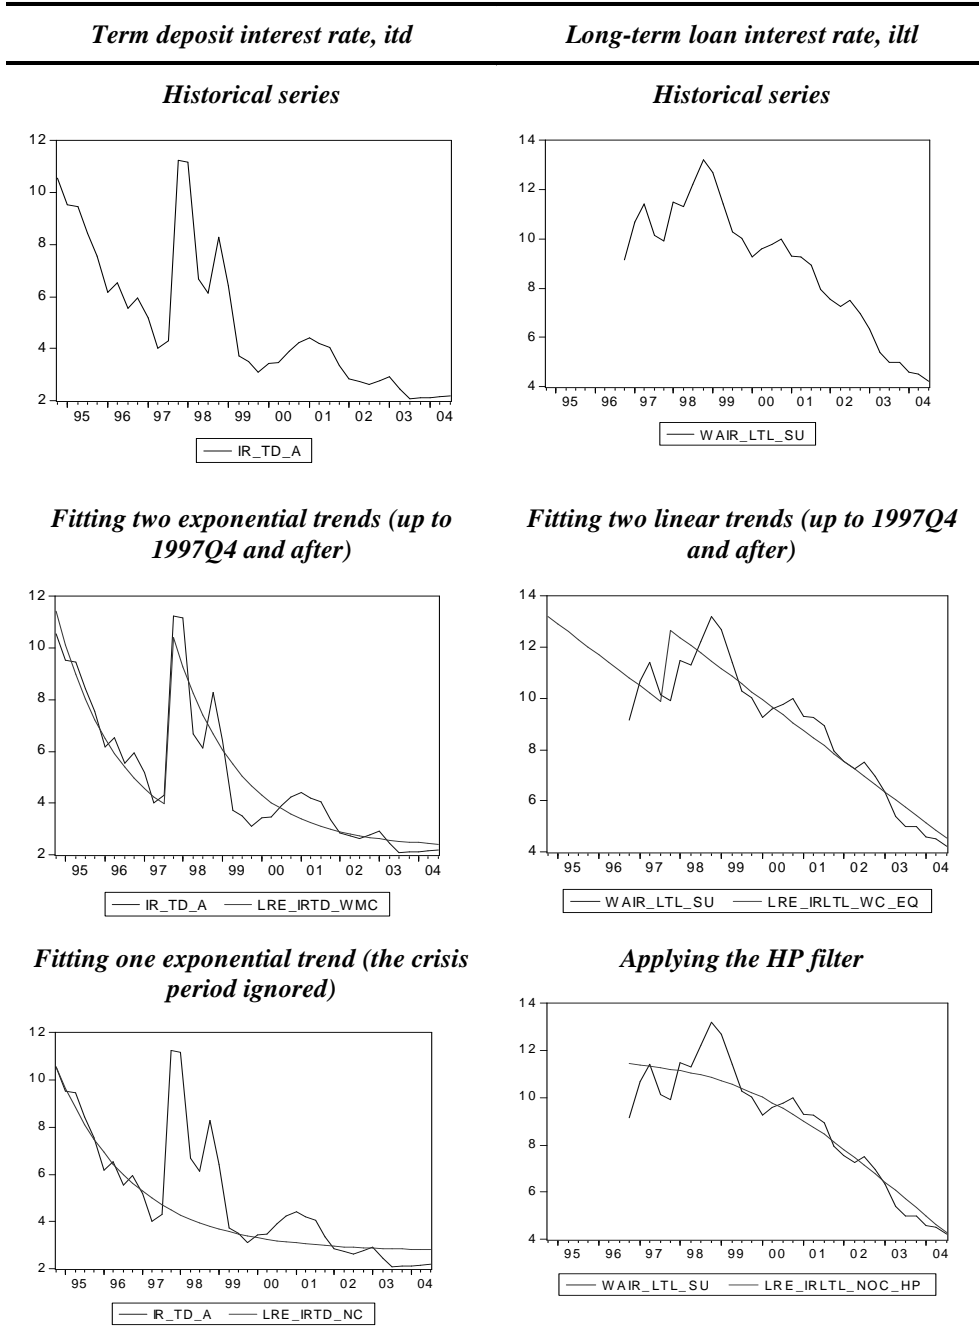 Term deposit interest rate, itd
Long-term loan interest rate, iltl
Historical series
Historical series
12
10
8
6
4
2
95 96 97 98 99 00 01 02 03 04
IR_TD_A
14
12
10
8
6
4
95 96 97 98 99 00 01 02 03 04
WAIR_LTL_SU
Fitting two exponential trends (up to
1997Q4 and after)
Fitting two linear trends (up to 1997Q4
and after)
12
10
8
6
4
2
95 96 97 98 99 00 01 02 03 04
IR_TD_A LRE_IRTD_WMC
14
12
10
8
6
4
95 96 97 98 99 00 01 02 03 04
WAIR_LTL_SU LRE_IRLTL_WC_EQ
Fitting one exponential trend (the crisis
period ignored)
Applying the HP filter
12
10
8
6
4
2
95 96 97 98 99 00 01 02 03 04
IR_TD_A LRE_IRTD_NC
14
12
10
8
6
4
95 96 97 98 99 00 01 02 03 04
WAIR_LTL_SU LRE_IRLTL_NOC_HP